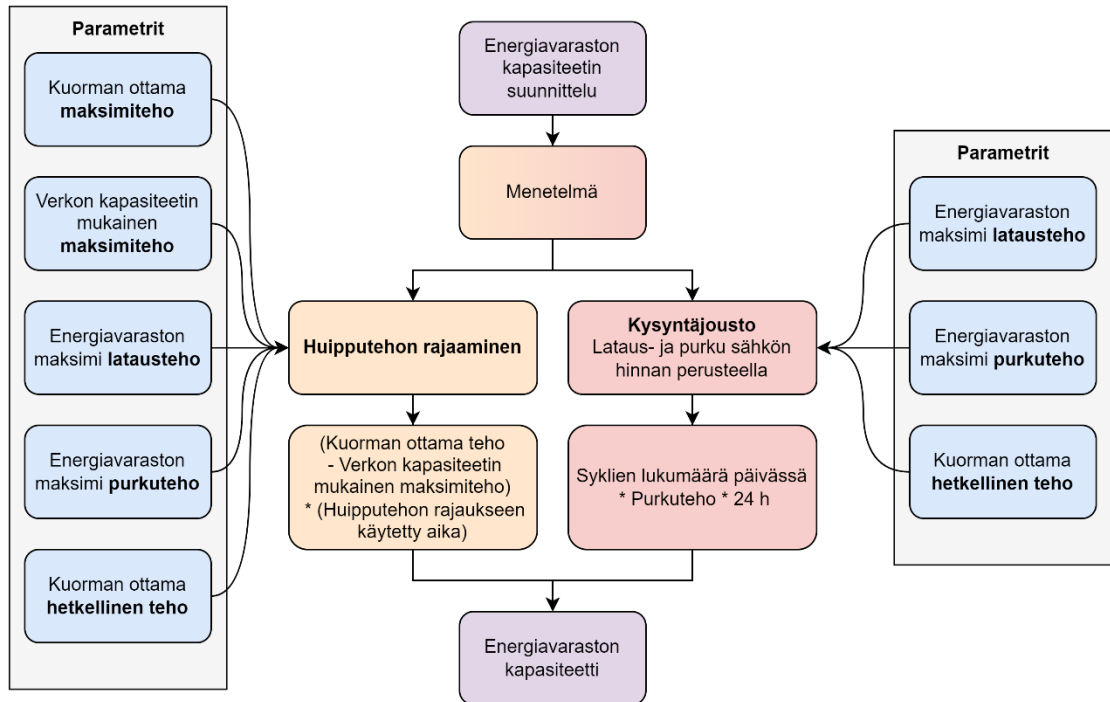 Parametrit
Kuorman ottama
maksimiteho
Verkon kapasiteetin
mukainen
maksimiteho
Energiavaraston
maksimi latausteho
Energiavaraston
maksimi purkuteho
Kuorman ottama
hetkellinen teho
Energiavaraston
kapasiteetin
suunnittelu
Menetelmä
Huipputehon rajaaminen
(Kuorman ottama teho
- Verkon kapasiteetin
mukainen maksimiteho)
* (Huipputehon rajaukseen
käytetty aika)
Kysyntäjousto
Lataus- ja purku sähkön
hinnan perusteella
Syklien lukumäärä päivässä
* Purkuteho * 24 h
Energiavaraston
kapasiteetti
Parametrit
Energiavaraston
maksimi latausteho
Energiavaraston
maksimi purkuteho
Kuorman ottama
hetkellinen teho